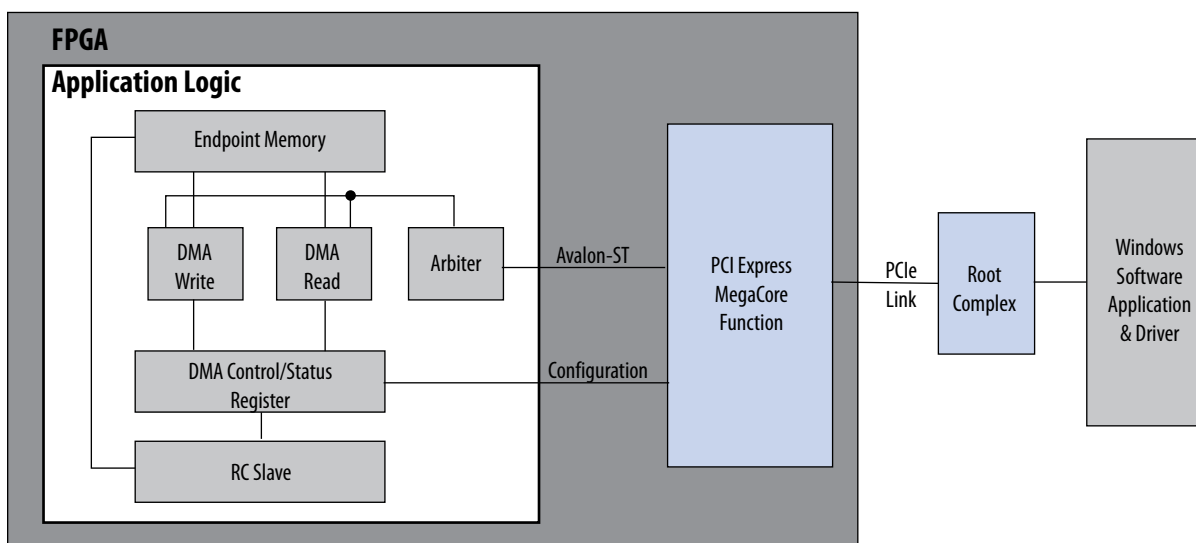 FPGA
Application Logic
Endpoint Memory
DMA
Write
DMA
Read
Arbiter
Avalon-ST
DMA Control/Status
Register
Configuration
RC Slave
PCI Express
MegaCore
Function
PCIe
Link
Root
Complex
Windows
Software
Application
& Driver